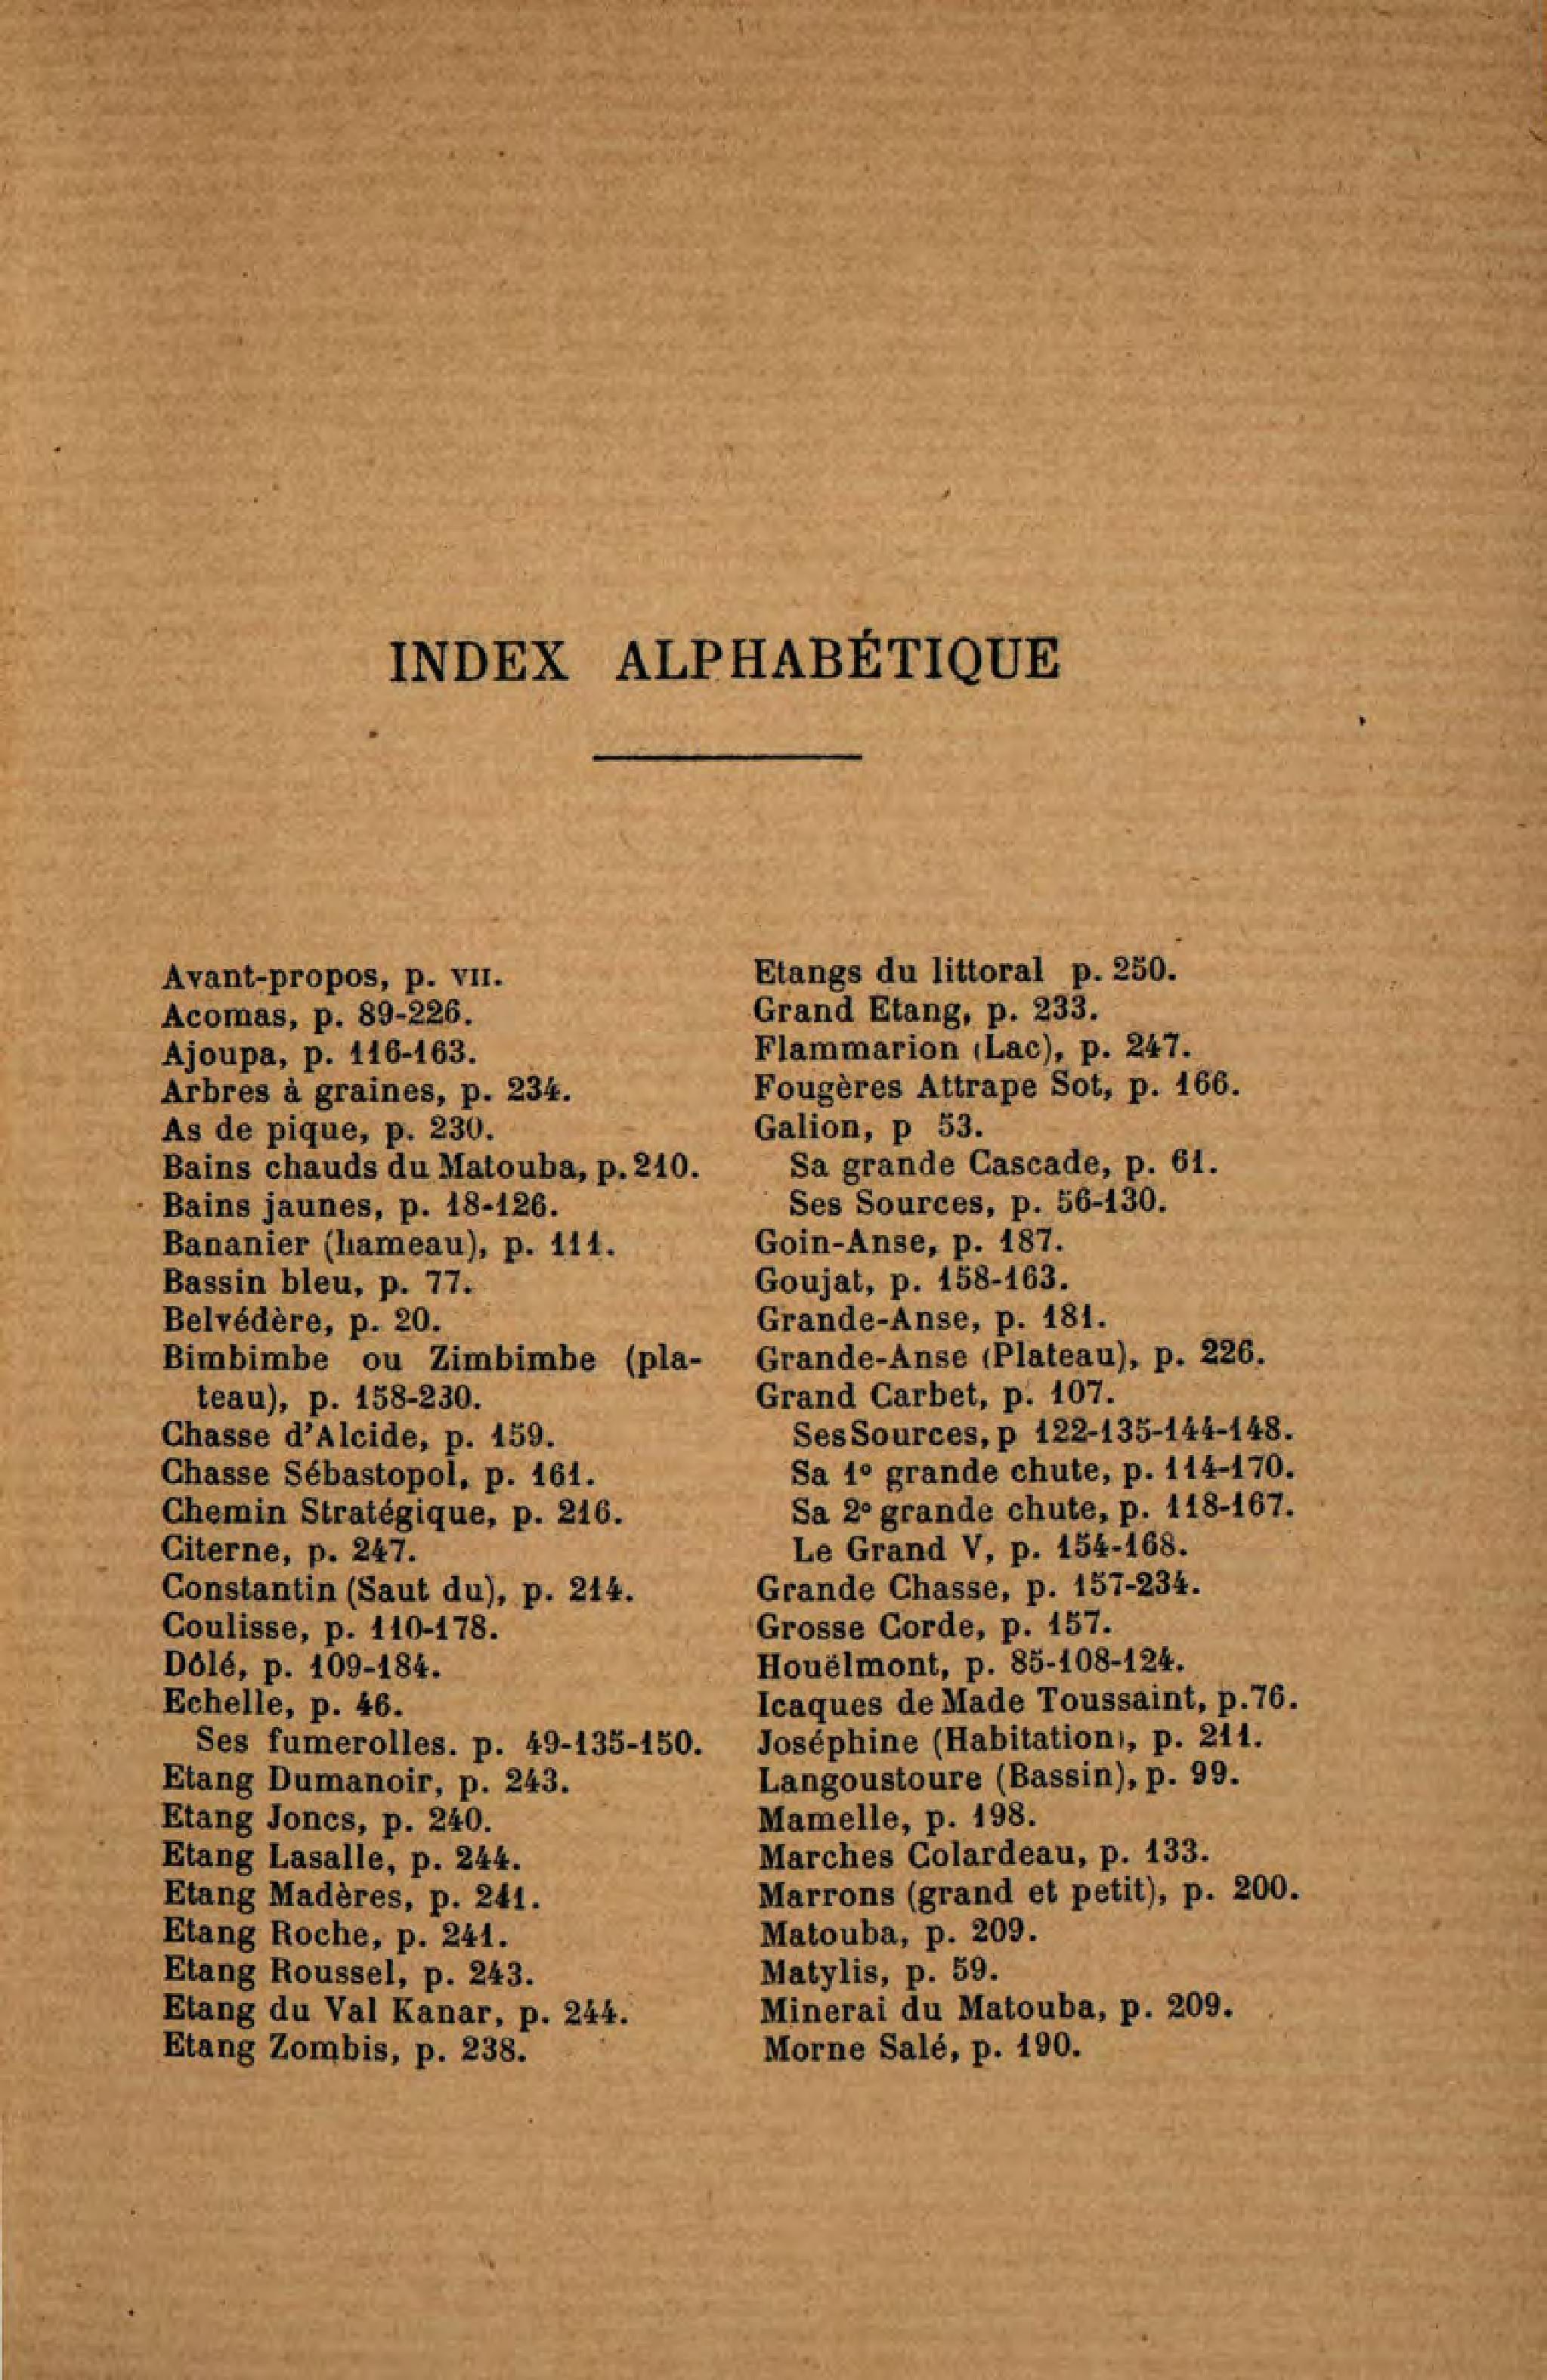 INDEX ALPHABÉTIQUE
Avant-propos, p. VII.
Acomas, p. 89-226.
Ajoupa, p. 116-163.
Arbres à graines, p. 234.
As de pique, p. 230.
Bains chauds du Matouba, p. 210.
Bains jaunes, p. 18-126.
Bananier (hameau), p. 111.
Bassin bleu, p. 77.
Belvédère, p. 20.
Bimbimbe ou Zimbimbe (pla-
teau), p. 158-230.
Chasse d'Alcide, p. 159.
Chasse Sébastopol, p. 161.
Chemin Stratégique, p. 216.
Citerne, p. 247.
Constantin (Saut du), p. 214.
Coulisse, p. 110-178.
Dôlé, p. 109-184.
Echelle, p. 46.
Ses fumerolles. p. 49-135-150.
Etang Dumanoir, p. 243.
Etang Joncs, p. 240.
Etang Lasalle, p. 244.
Etang Madères, p. 241.
Etang Roche, p. 241.
Etang Roussel, p. 243.
Etang du Val Kanar, p. 244.
Etang Zombis, p. 238.
Etangs du littoral p. 250.
Grand Etang, p. 233.
Flammarion (Lac), p. 247.
Fougères Attrape Sot, p. 166.
Galion, p 53.
Sa grande Cascade, p. 61.
Ses Sources, p. 56-130.
Goin-Anse, p. 187.
Goujat, p. 158-163.
Grande-Anse, p. 181.
Grande-Anse (Plateau), p. 226.
Grand Carbet, p. 107.
Ses Sources, p 122-135-144-148.
Sa 1º grande chute, p. 114-170.
Sa 2º grande chute, p. 118-167.
Le Grand V, p. 154-168.
Grande Chasse, p. 157-234.
Grosse Corde, p. 157.
Houëlmont, p. 85-108-124.
Icaques de Made Toussaint, p. 76.
Joséphine (Habitation), p. 211.
Langoustoure (Bassin), p. 99.
Mamelle, p. 198.
Marches Colardeau, p. 133.
Marrons (grand et petit), p. 200.
Matouba, p. 209.
Matylis, p. 59.
Minerai du Matouba, p. 209.
Morne Salé, p. 190.